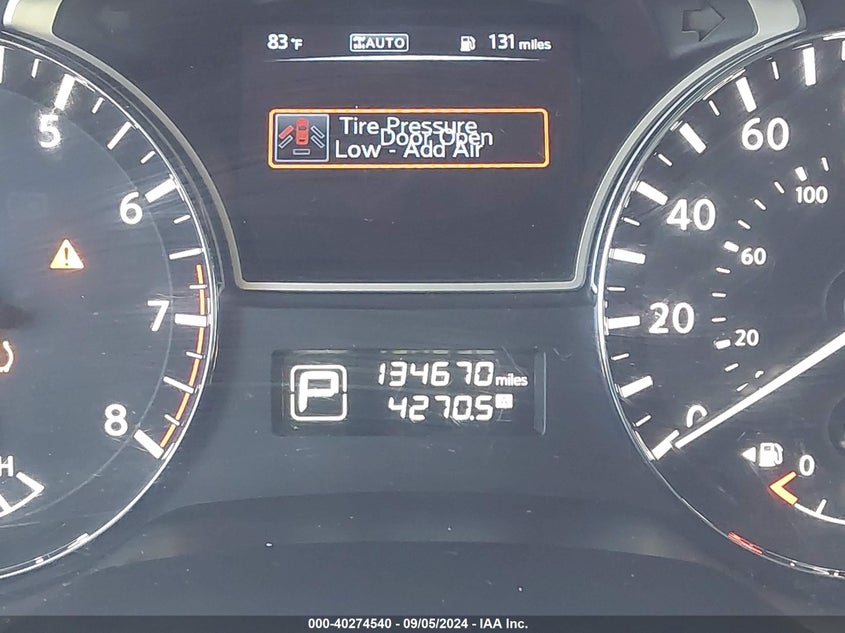 83°F AUTO 131 miles
Tire Pressure
Door Open
Low - Add Air
5
6
7
8
H
P
134670 miles
4270.5
60
40
20
0
100
60
20
0
000-40274540 - 09/05/2024 - IAA Inc.